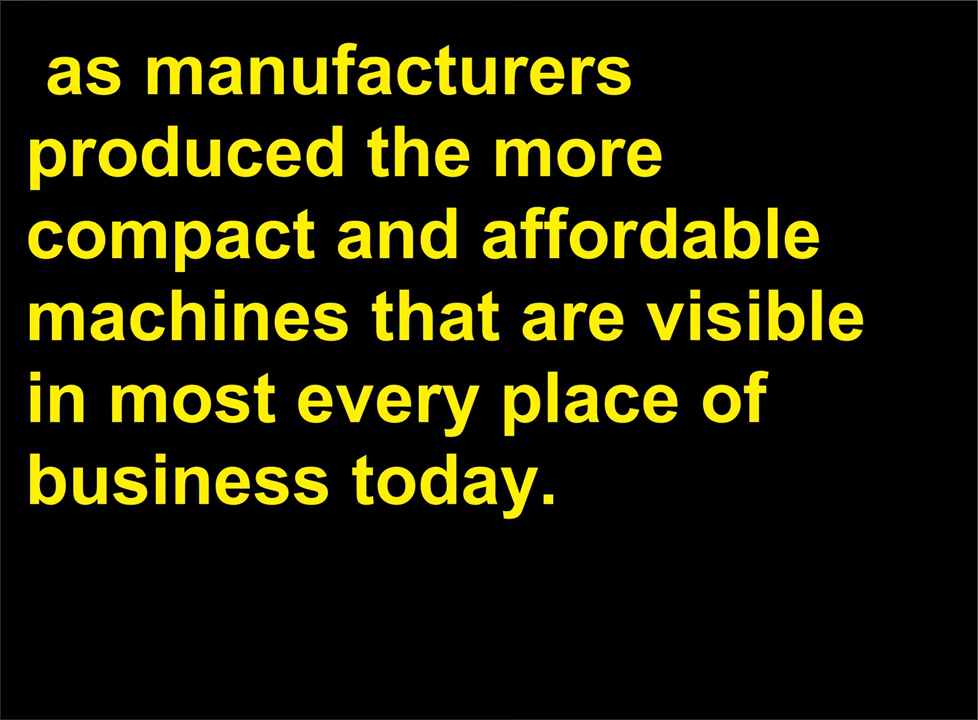 as manufacturers
produced the more
compact and affordable
machines that are visible
in most every place of
business today.